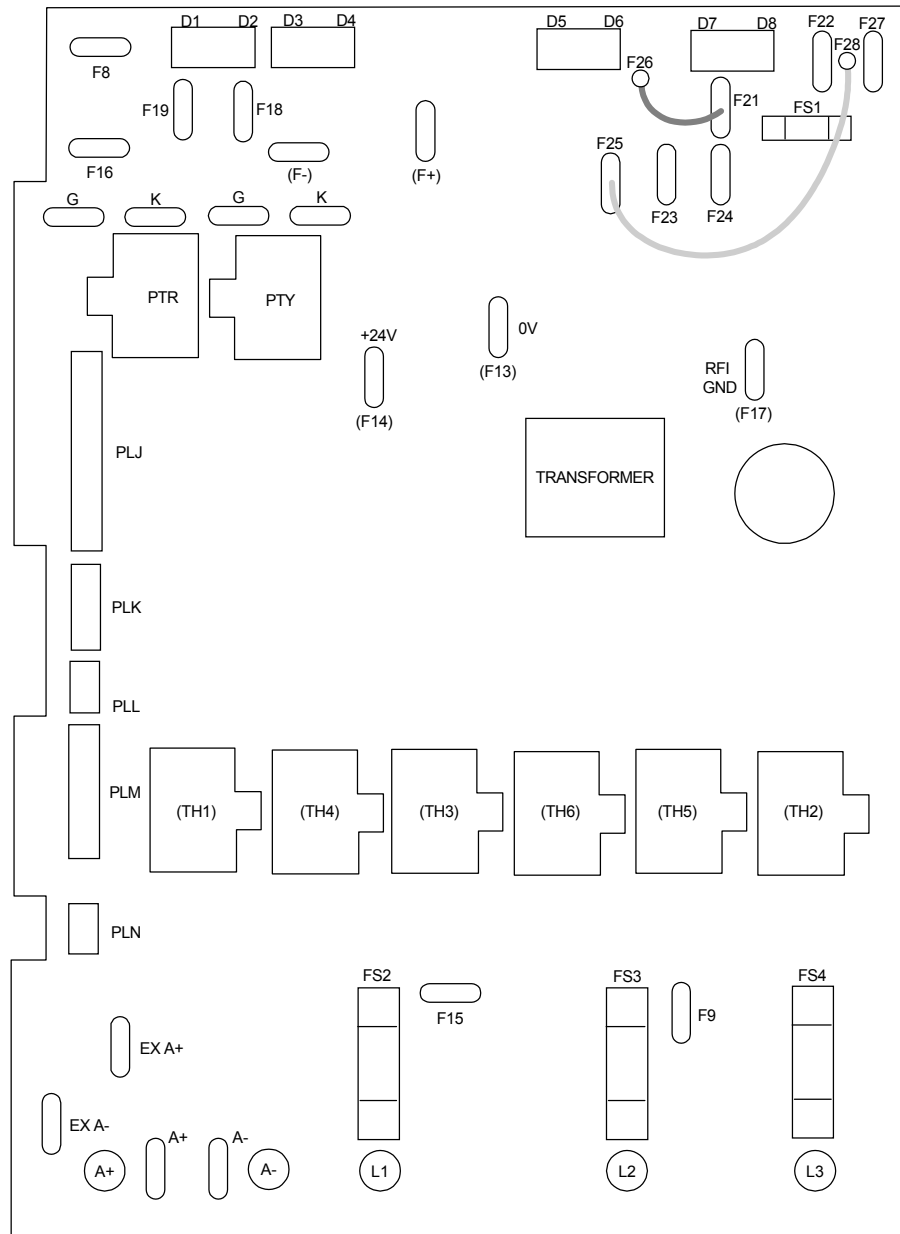 D1 D2 D3 D4 D5 D6 D7 D8 F22 F27
F8 F26 F28
F19 F18 F21 FS1
F16 (F-) (F+) F25
G K G K F23 F24
PTR PTY
+24V 0V
(F14) (F13) RFI
GND
(F17)
PLJ TRANSFORMER
PLK
PLL
PLM (TH1) (TH4) (TH3) (TH6) (TH5) (TH2)
PLN
FS2 FS3 FS4
F15 F9
EX A+
EX A-
A+ A-
A+ A- L1 L2 L3